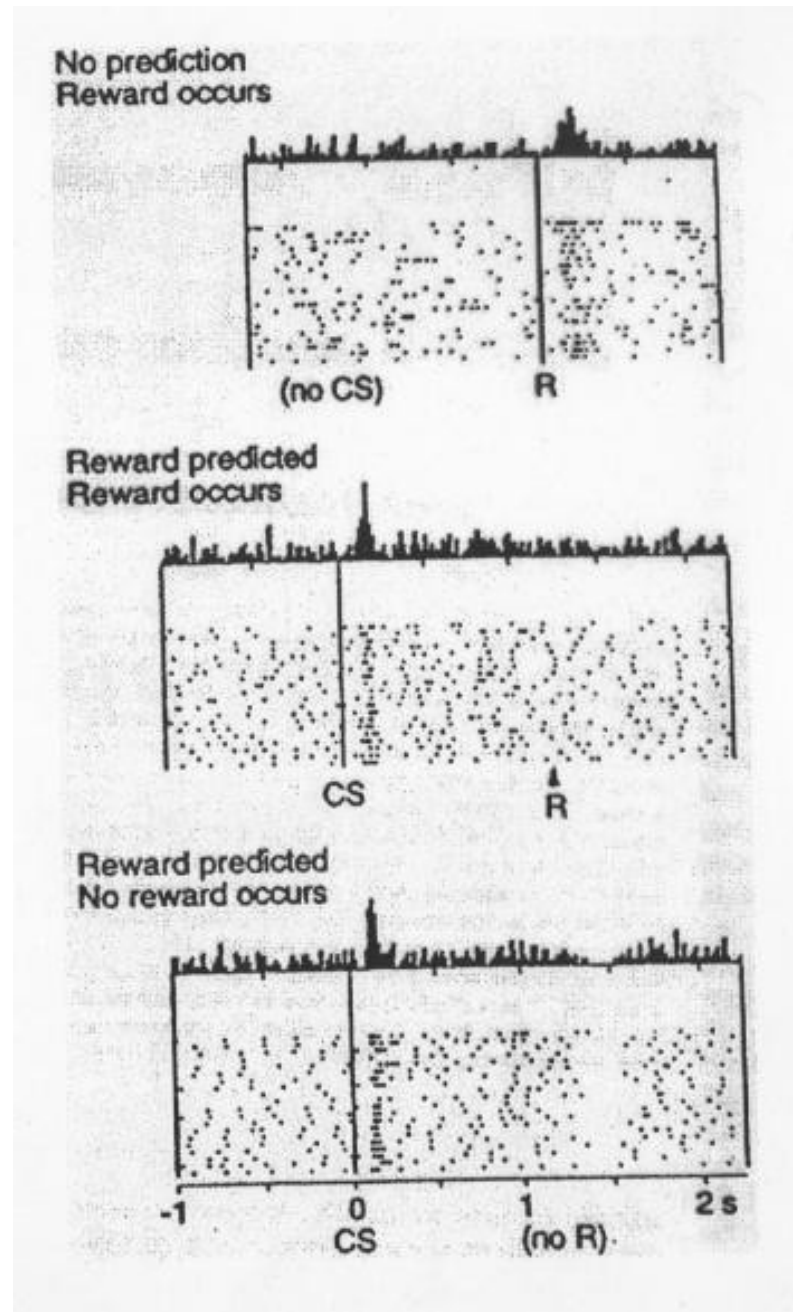 No prediction
Reward occurs
(no CS) R
Reward predicted
Reward occurs
CS R
Reward predicted
No reward occurs
-1 0 1 2 s
CS (no R)